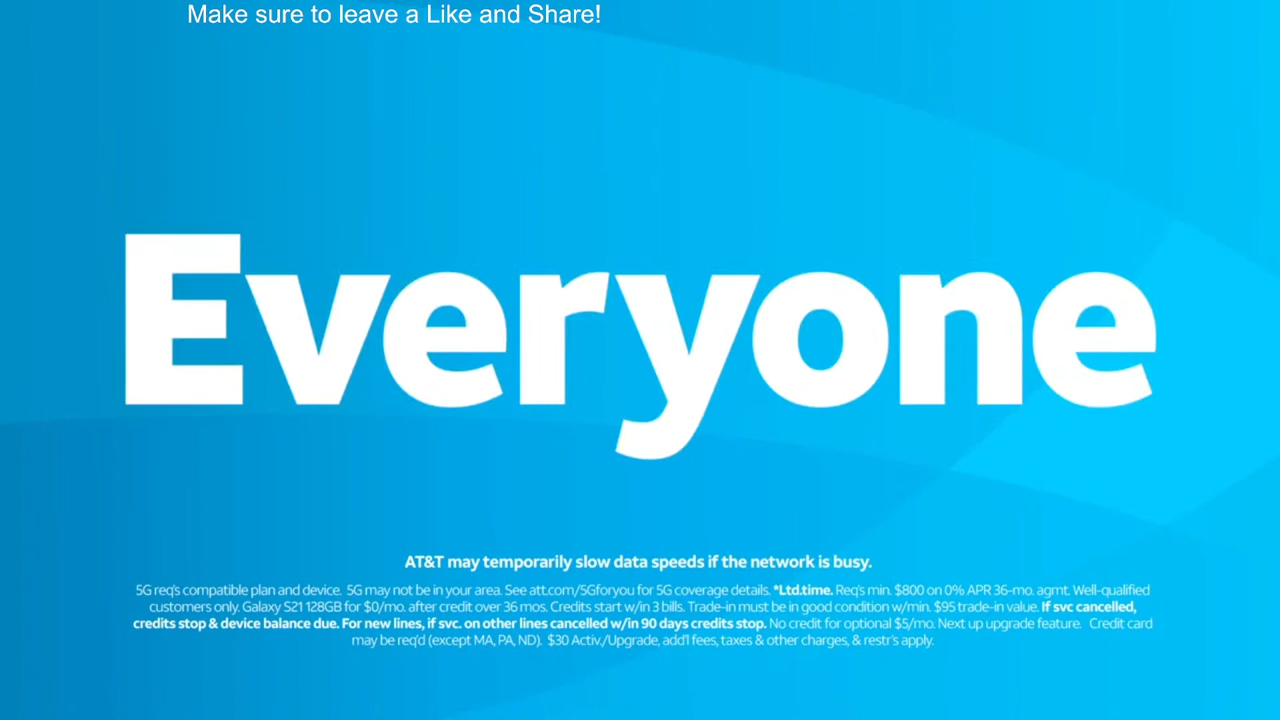 Make sure to leave a Like and Share!
Everyone
AT&T may temporarily slow data speeds if the network is busy.
5G req's compatible plan and device. 5G may not be in your area. See att.com/5Gforyou for 5G coverage details. *Ltd.time. Req's min. $800 on 0% APR 36-mo. agmt. Well-qualified
customers only. Galaxy S21 128GB for $0/mo. after credit over 36 mos. Credits start w/in 3 bills. Trade-in must be in good condition w/min. $95 trade-in value. If svc cancelled,
credits stop & device balance due. For new lines, if svc. on other lines cancelled w/in 90 days credits stop. No credit for optional $5/mo. Next up upgrade feature. Credit card
may be req'd (except MA, PA, ND). $30 Activ./Upgrade, add'l fees, taxes & other charges, & restr's apply.